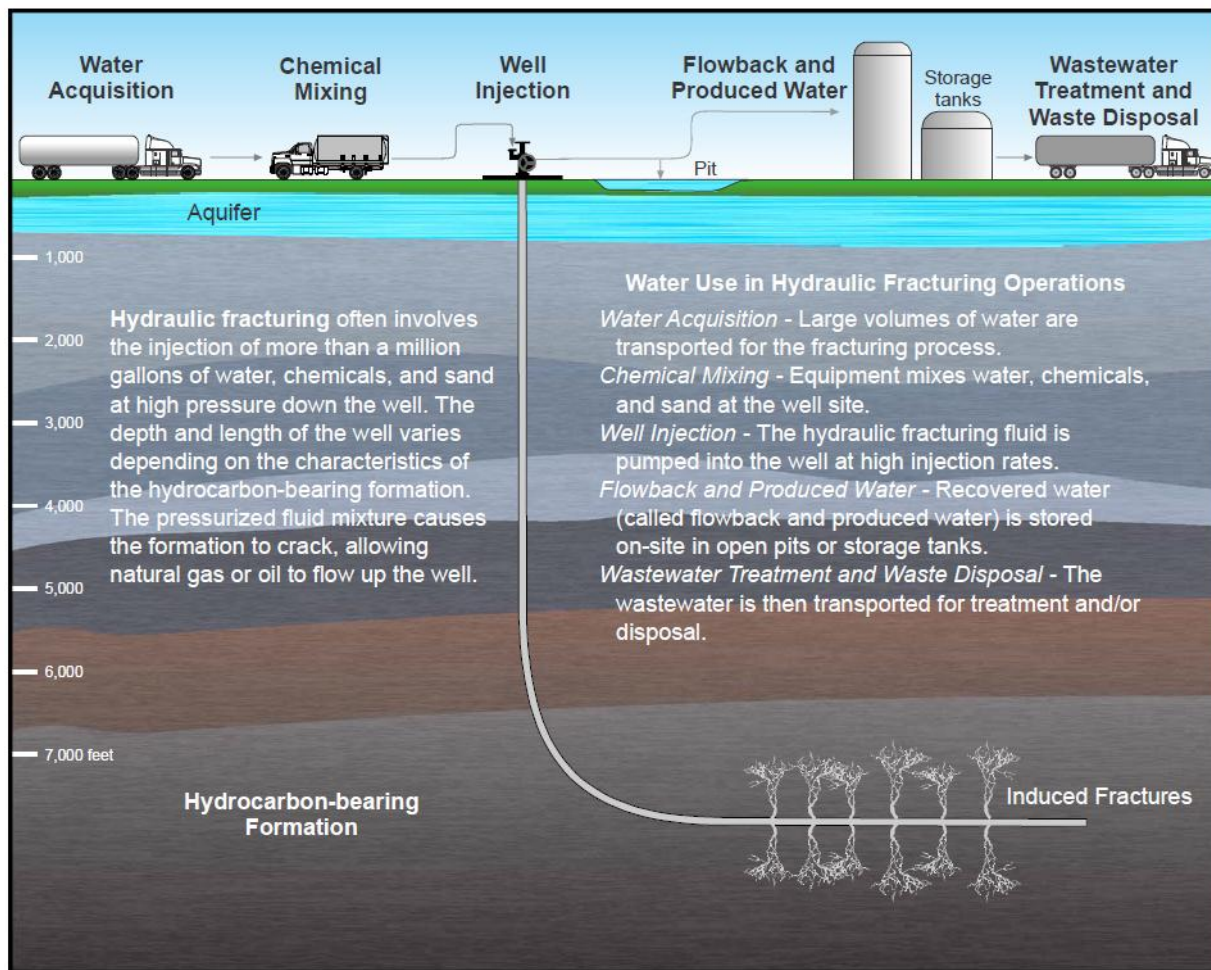 Water
Acquisition
Chemical
Mixing
Well
Injection
Flowback and
Produced Water
Storage
tanks
Wastewater
Treatment and
Waste Disposal
Pit
Aquifer
1,000
2,000
3,000
4,000
5,000
6,000
7,000 feet
Hydraulic fracturing often involves
the injection of more than a million
gallons of water, chemicals, and sand
at high pressure down the well. The
depth and length of the well varies
depending on the characteristics of
the hydrocarbon-bearing formation.
The pressurized fluid mixture causes
the formation to crack, allowing
natural gas or oil to flow up the well.
Water Use in Hydraulic Fracturing Operations
Water Acquisition - Large volumes of water are
transported for the fracturing process.
Chemical Mixing - Equipment mixes water, chemicals,
and sand at the well site.
Well Injection - The hydraulic fracturing fluid is
pumped into the well at high injection rates.
Flowback and Produced Water - Recovered water
(called flowback and produced water) is stored
on-site in open pits or storage tanks.
Wastewater Treatment and Waste Disposal - The
wastewater is then transported for treatment and/or
disposal.
Hydrocarbon-bearing
Formation
Induced Fractures